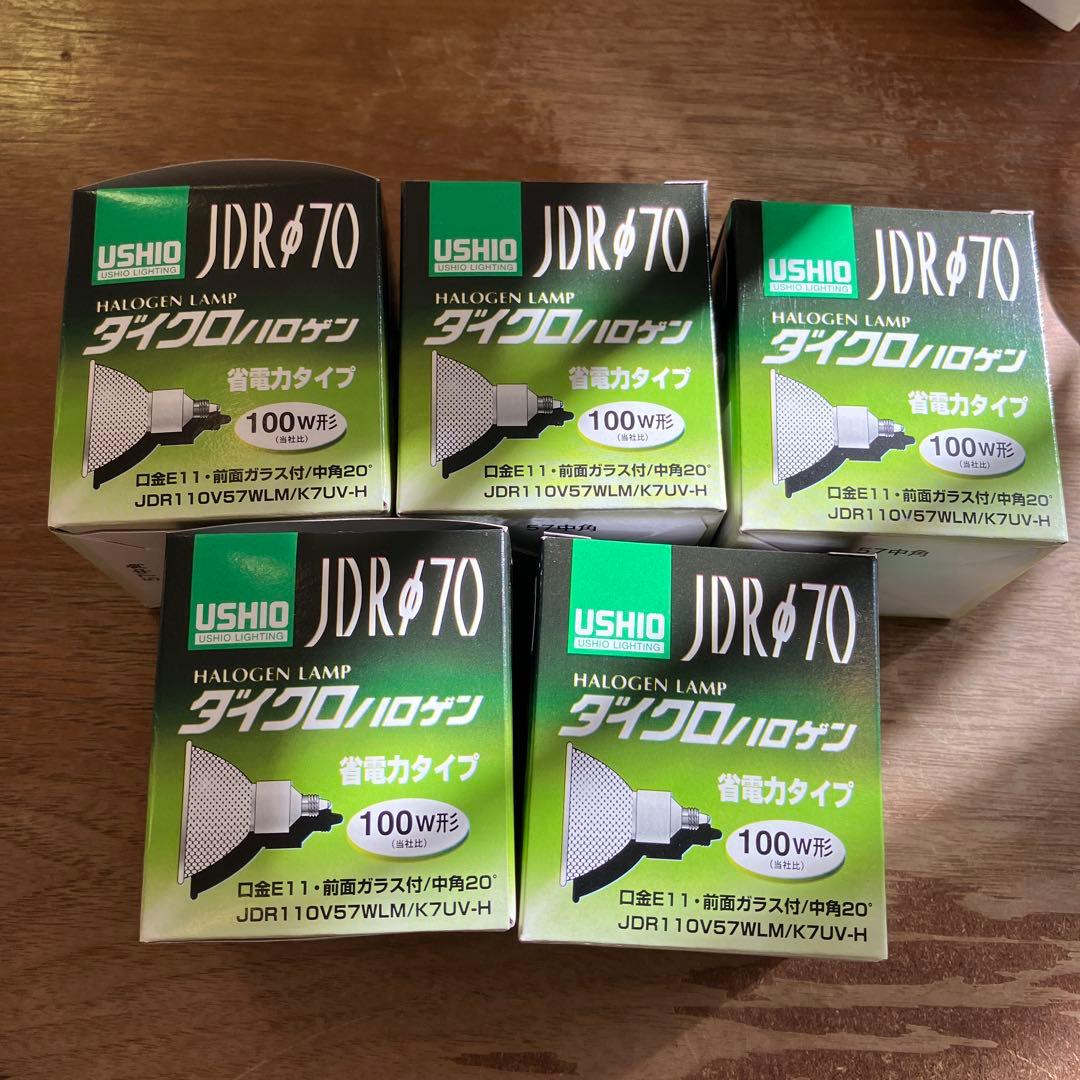 USHIO
USHIO LIGHTING
JDRφ70
HALOGEN LAMP
ダイクロハロゲン
省電力タイプ
100W形
(当社比)
口金E11・前面ガラス付/中角20°
JDR110V57WLM/K7UV-H
USHIO
USHIO LIGHTING
JDRφ70
HALOGEN LAMP
ダイクロハロゲン
省電力タイプ
100W形
(当社比)
口金E11・前面ガラス付/中角20°
JDR110V57WLM/K7UV-H
57中角
USHIO
USHIO LIGHTING
JDRφ70
HALOGEN LAMP
ダイクロハロゲン
省電力タイプ
100W形
(当社比)
口金E11・前面ガラス付/中角20°
JDR110V57WLM/K7UV-H
57中角
USHIO
USHIO LIGHTING
JDRφ70
HALOGEN LAMP
ダイクロハロゲン
省電力タイプ
100W形
(当社比)
口金E11・前面ガラス付/中角20°
JDR110V57WLM/K7UV-H
USHIO
USHIO LIGHTING
JDRφ70
HALOGEN LAMP
ダイクロハロゲン
省電力タイプ
100W形
(当社比)
口金E11・前面ガラス付/中角20°
JDR110V57WLM/K7UV-H